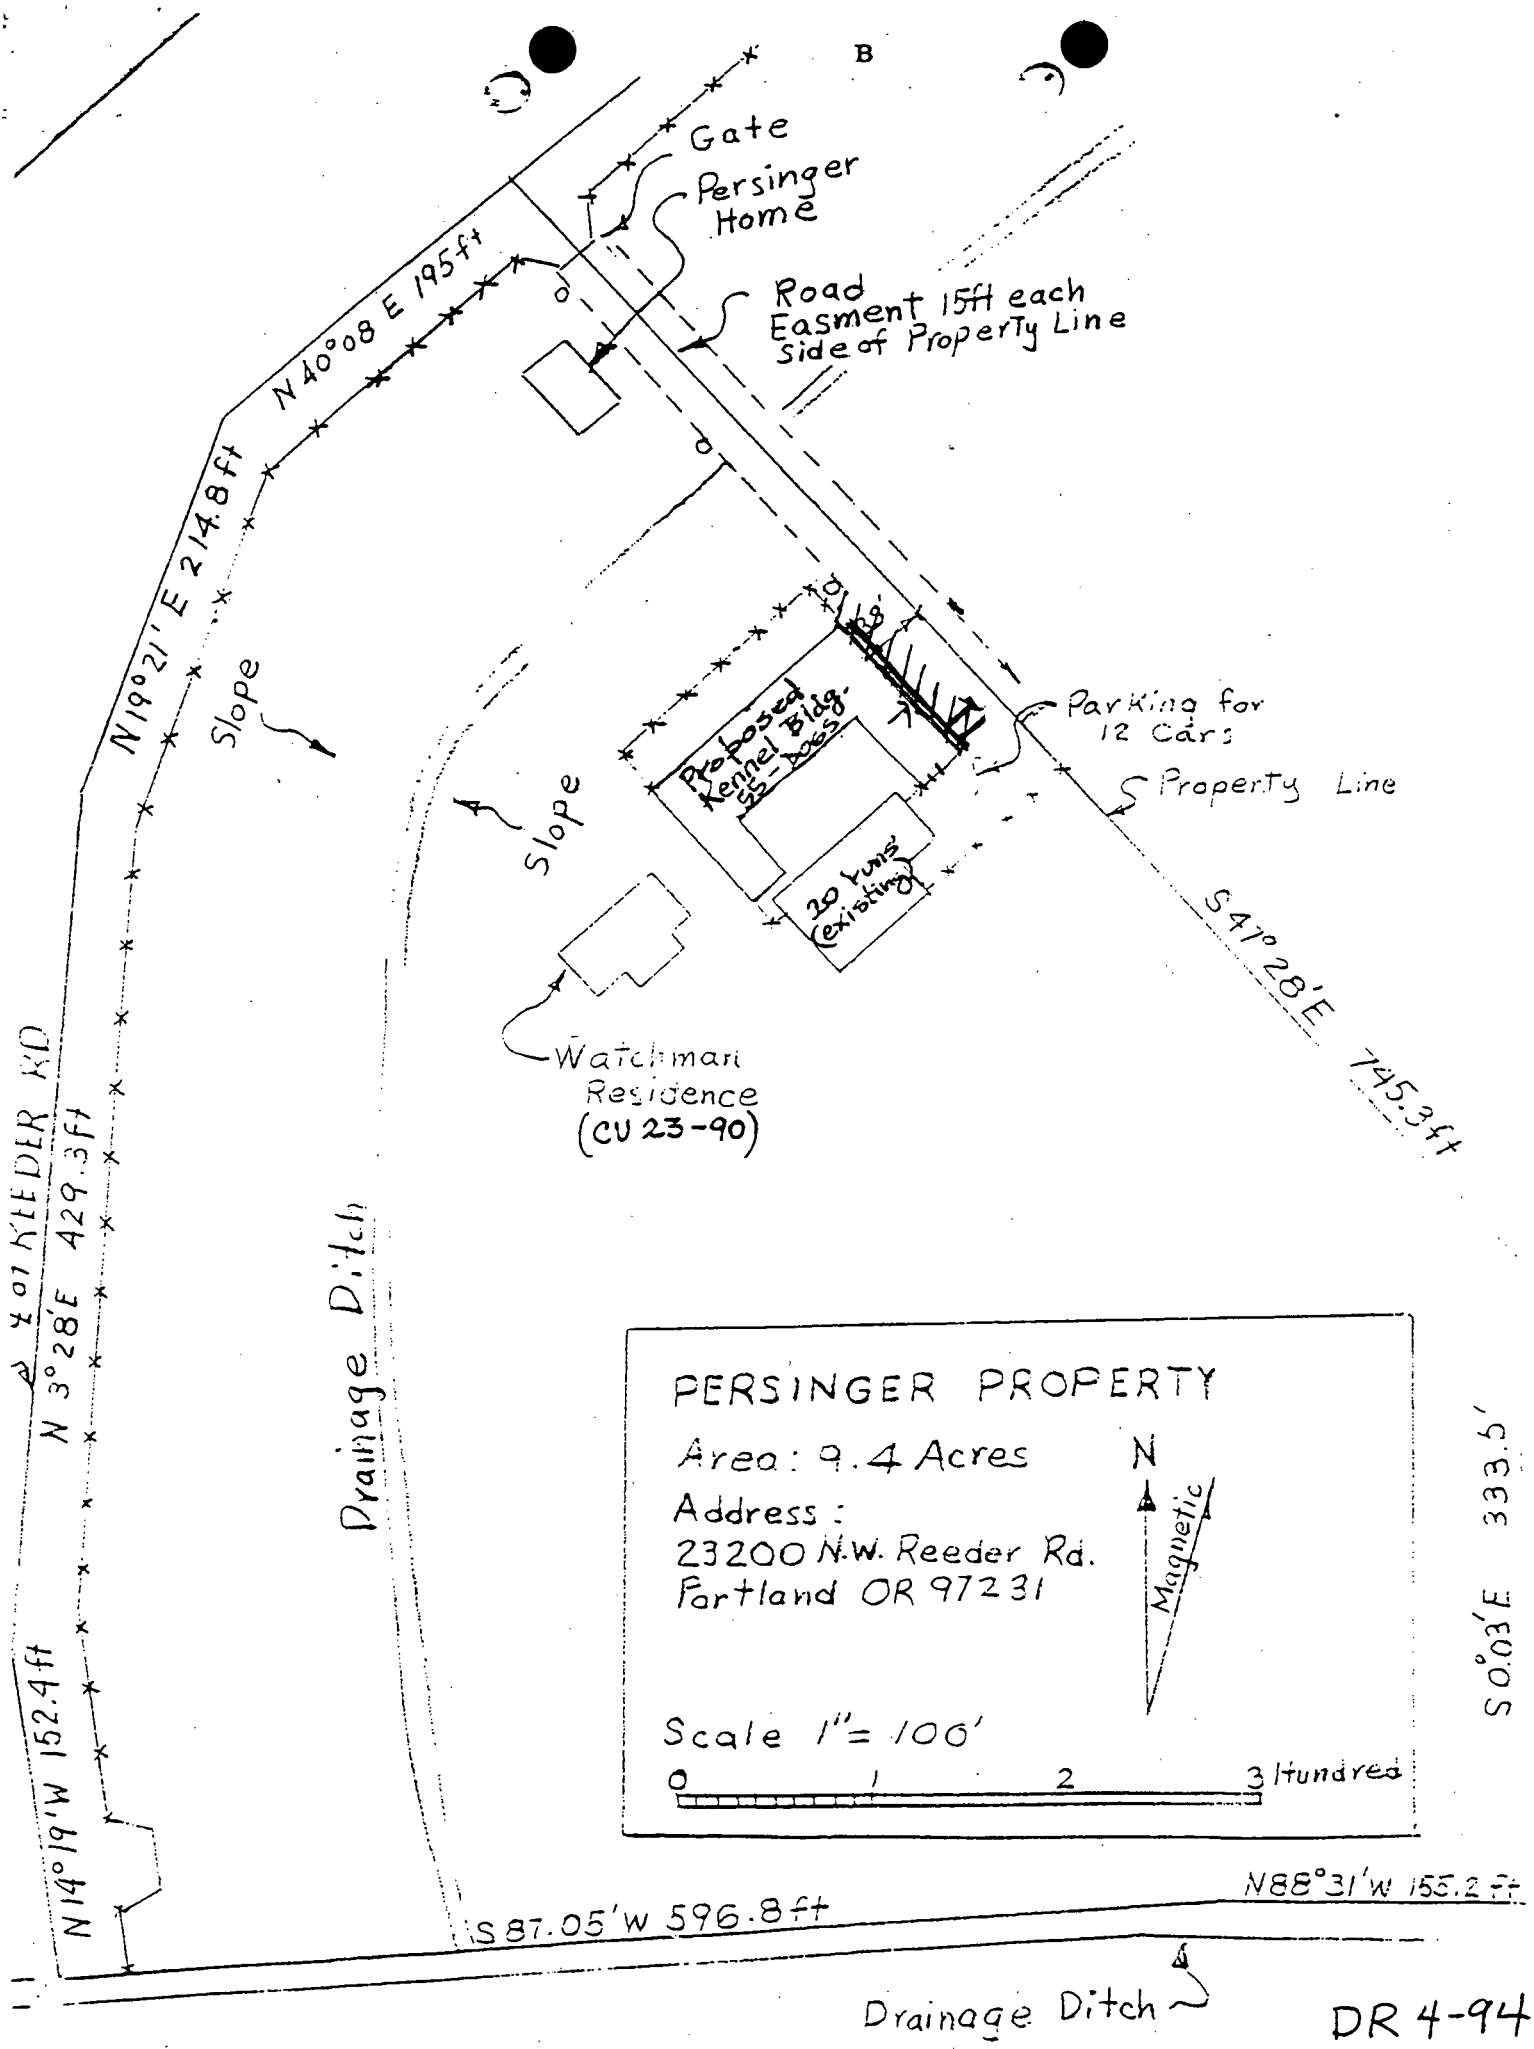 B
Gate
Persinger
Home
Road
Easment 15ft each
side of Property Line
N 40°08 E 195ft
N 19°21' E 214.8ft
Slope
Slope
38'
Proposed
Kennel Bldg.
55-DOGS
20 runs
(existing)
Parking for
12 Cars
Property Line
S 47° 28' E 745.3ft
Watchman
Residence
(CU 23-90)
RD
N 3° 28' E 429.3ft
Drainage Ditch
N 14° 19' W 152.4ft
PERSINGER PROPERTY
Area: 9.4 Acres
Address:
23200 N.W. Reeder Rd.
Portland OR 97231
N
Magnetic
Scale 1"= 100'
0 1 2 3 Hundred
S 0°.03' E 333.5'
N88°31'W 155.2 ft
S 87.05'W 596.8ft
Drainage Ditch
DR 4-94